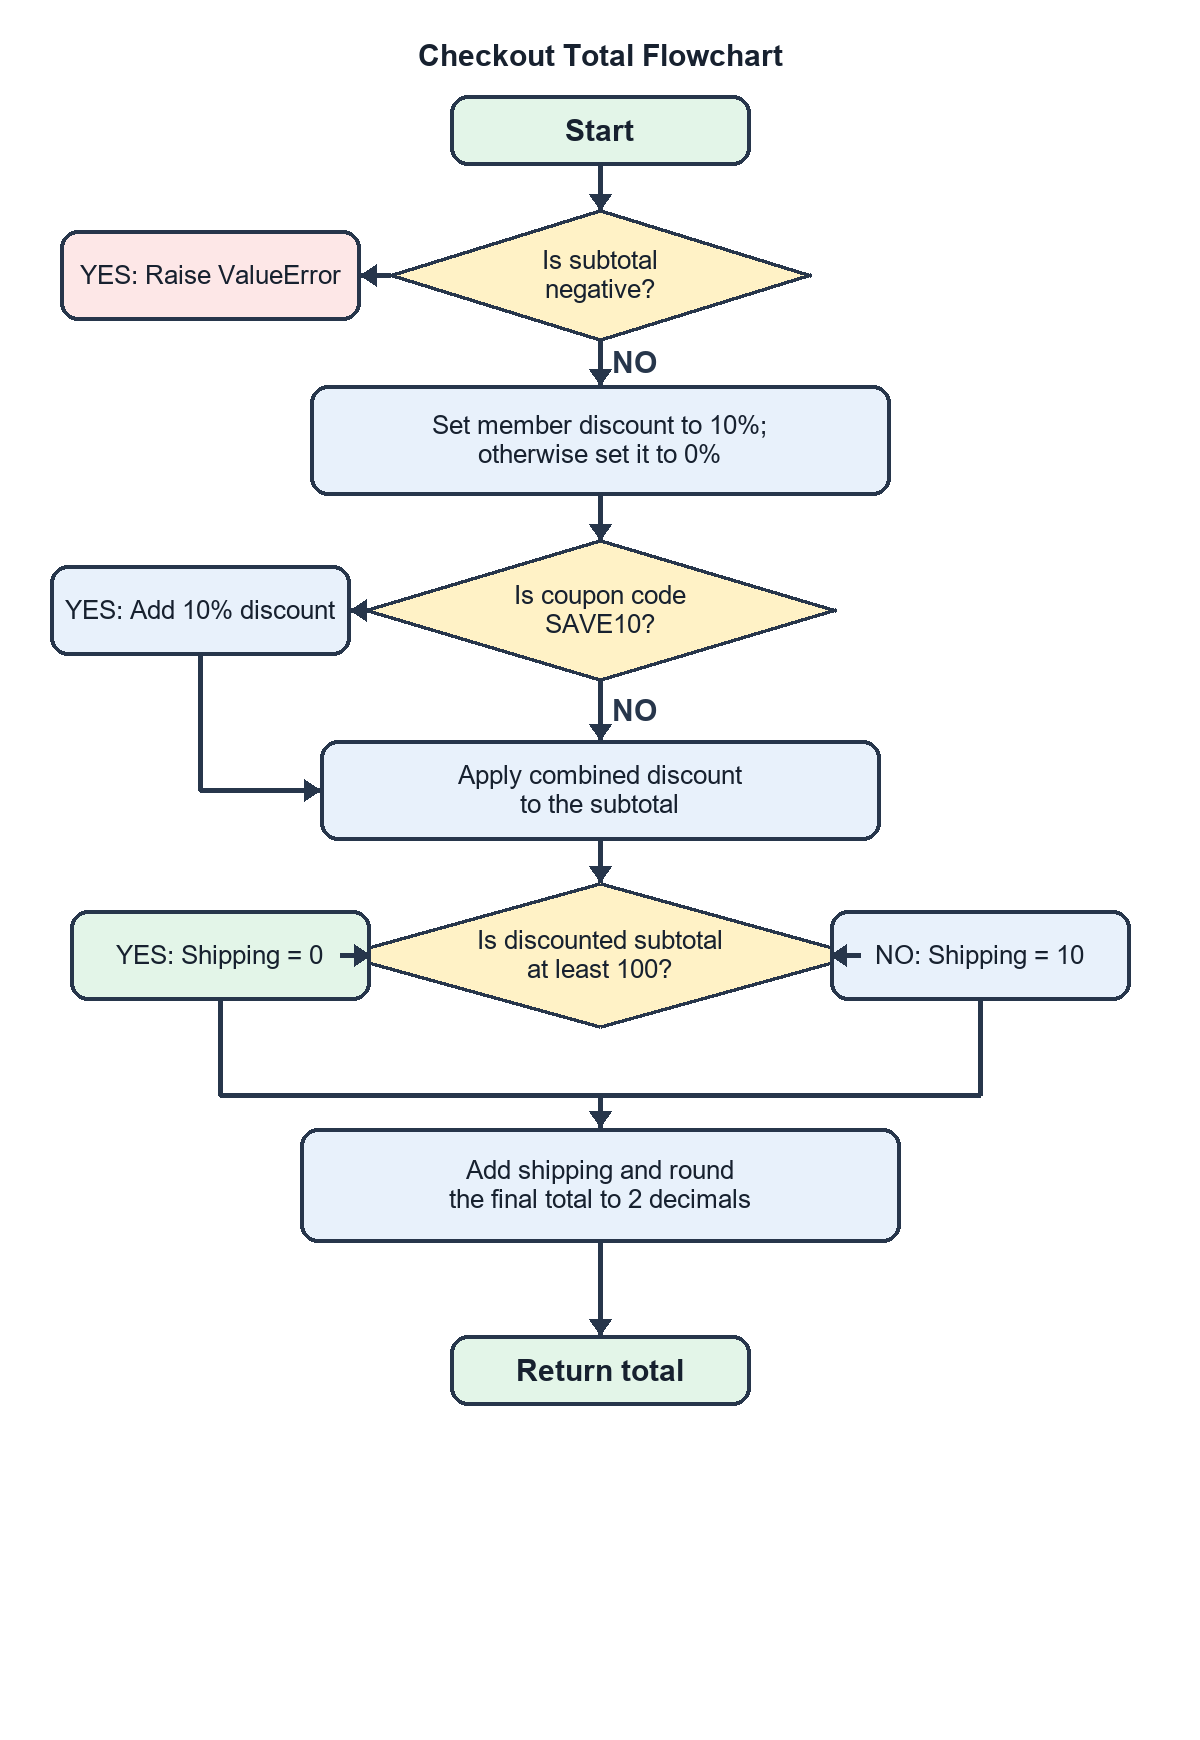 Checkout Total Flowchart
Start
Is subtotal
negative?
YES: Raise ValueError
NO
Set member discount to 10%;
otherwise set it to 0%
Is coupon code
SAVE10?
YES: Add 10% discount
NO
Apply combined discount
to the subtotal
YES: Shipping = 0
Is discounted subtotal
at least 100?
NO: Shipping = 10
Add shipping and round
the final total to 2 decimals
Return total